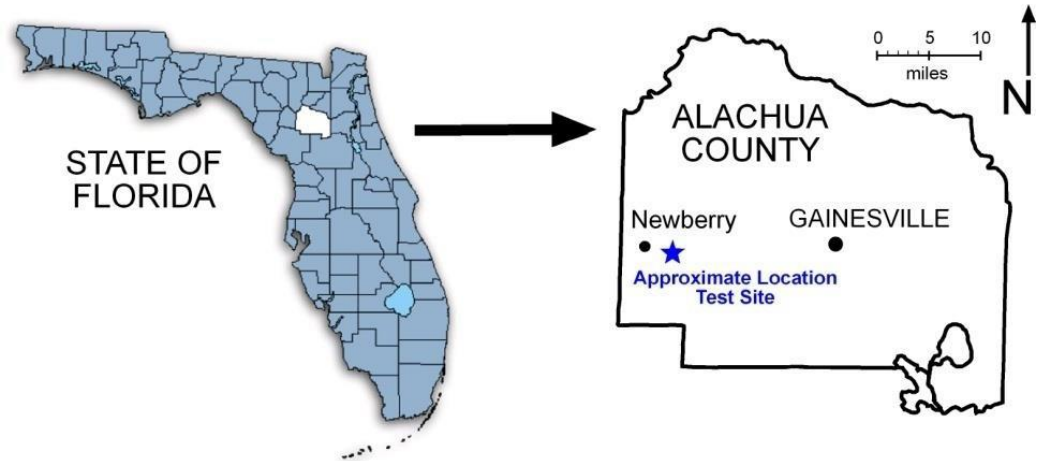 STATE OF
FLORIDA
0 5 10
miles
N
ALACHUA
COUNTY
Newberry
GAINESVILLE
Approximate Location
Test Site